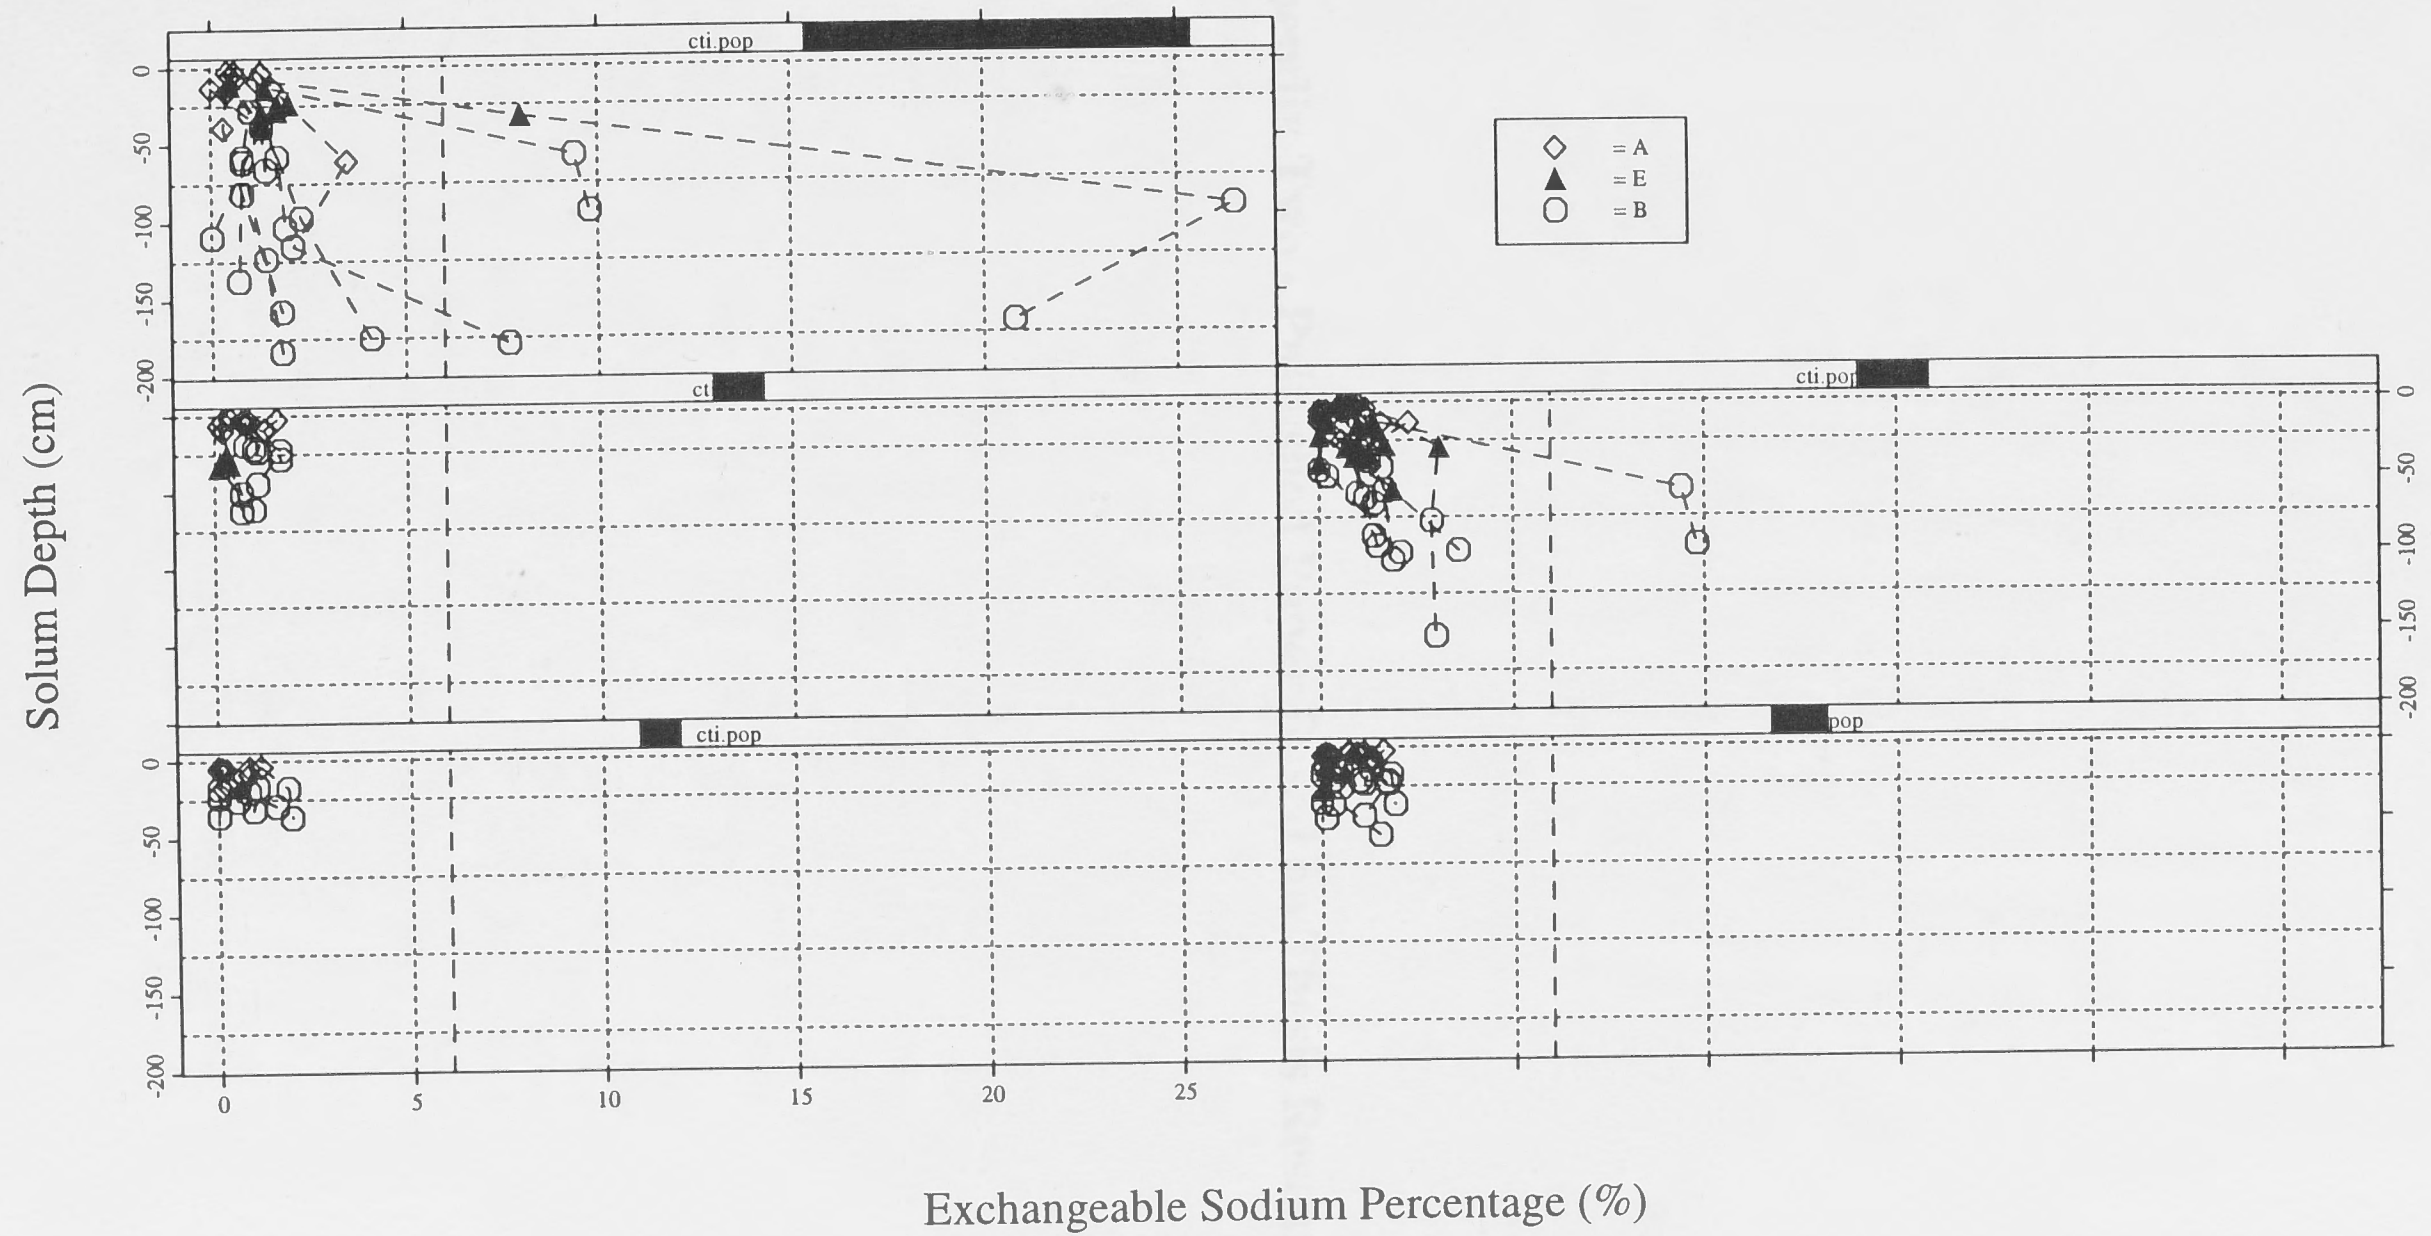 cti.pop
0
-50
-100
-150
-200
= A
= E
= B
ct
cti.pop
0
-50
-100
-150
-200
cti.pop
pop
0
-50
-100
-150
-200
0 5 10 15 20 25
Solum Depth (cm)
Exchangeable Sodium Percentage (%)